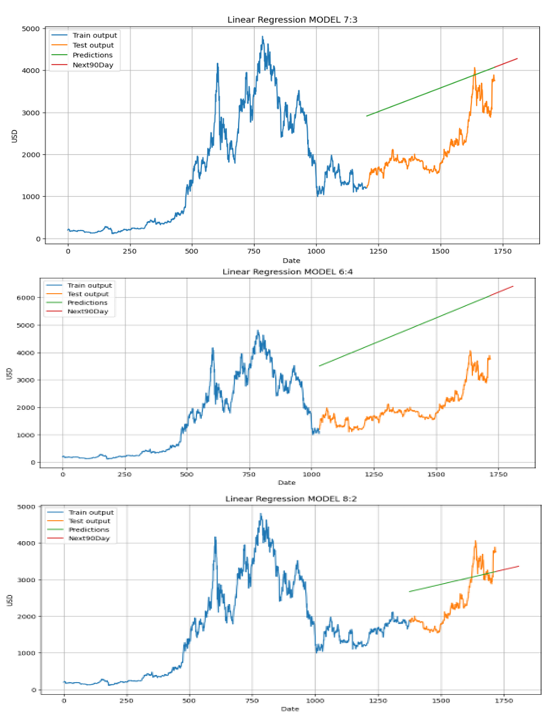 Linear Regression MODEL 7:3
Train output
Test output
Predictions
Next90Day
5000
4000
3000
2000
1000
0
USD
0 250 500 750 1000 1250 1500 1750
Date
Linear Regression MODEL 6:4
Train output
Test output
Predictions
Next90Day
6000
5000
4000
3000
2000
1000
0
USD
0 250 500 750 1000 1250 1500 1750
Date
Linear Regression MODEL 8:2
Train output
Test output
Predictions
Next90Day
5000
4000
3000
2000
1000
0
USD
0 250 500 750 1000 1250 1500 1750
Date